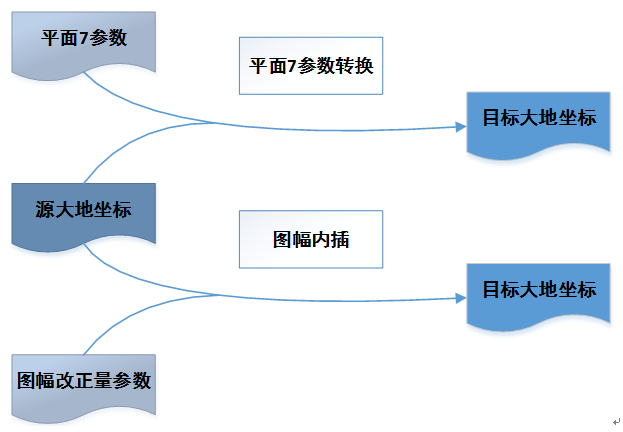 平面7参数
平面7参数转换
目标大地坐标
源大地坐标
图幅内插
目标大地坐标
图幅改正量参数